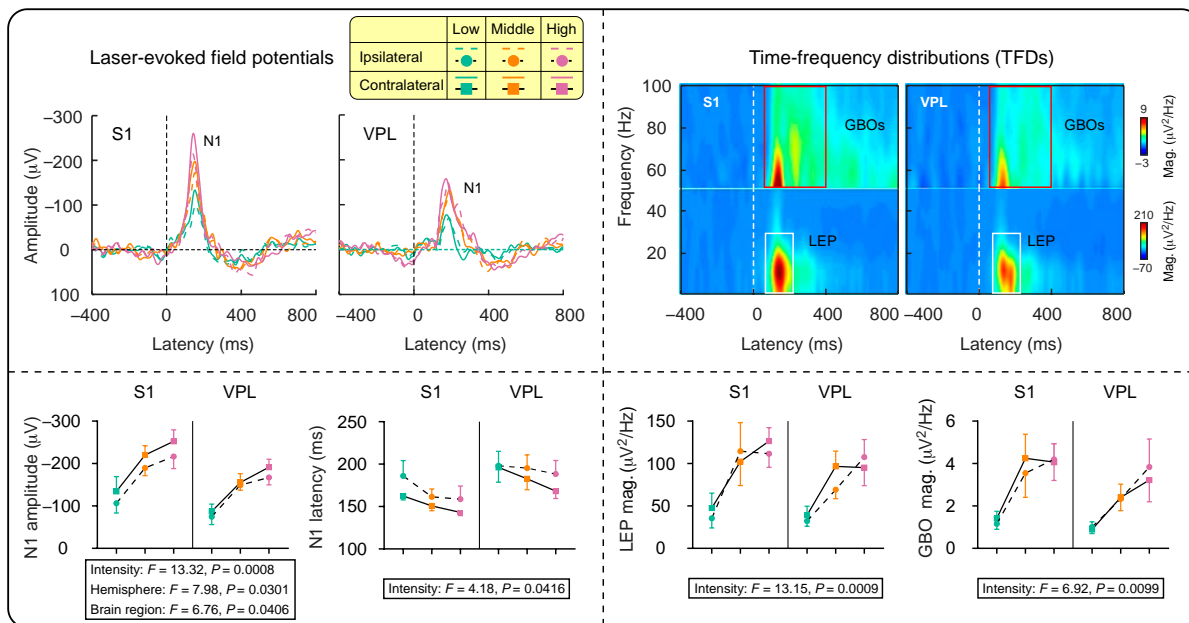 Laser-evoked field potentials
Low Middle High
Ipsilateral
Contralateral
Time-frequency distributions (TFDs)
–300
–200
–100
0
100
Amplitude (μV)
S1
N1
–400 0 400 800
Latency (ms)
VPL
N1
–400 0 400 800
Latency (ms)
100
80
60
40
20
Frequency (Hz)
S1
GBOs
LEP
–400 0 400 800
Latency (ms)
VPL
GBOs
LEP
–400 0 400 800
Latency (ms)
9
–3
Mag. (μV²/Hz)
210
–70
Mag. (μV²/Hz)
S1 VPL
–300
–200
–100
0
N1 amplitude (μV)
Intensity: F = 13.32, P = 0.0008
Hemisphere: F = 7.98, P = 0.0301
Brain region: F = 6.76, P = 0.0406
S1 VPL
250
200
150
100
N1 latency (ms)
Intensity: F = 4.18, P = 0.0416
S1 VPL
150
100
50
0
LEP mag. (μV²/Hz)
Intensity: F = 13.15, P = 0.0009
S1 VPL
6
4
2
0
GBO mag. (μV²/Hz)
Intensity: F = 6.92, P = 0.0099